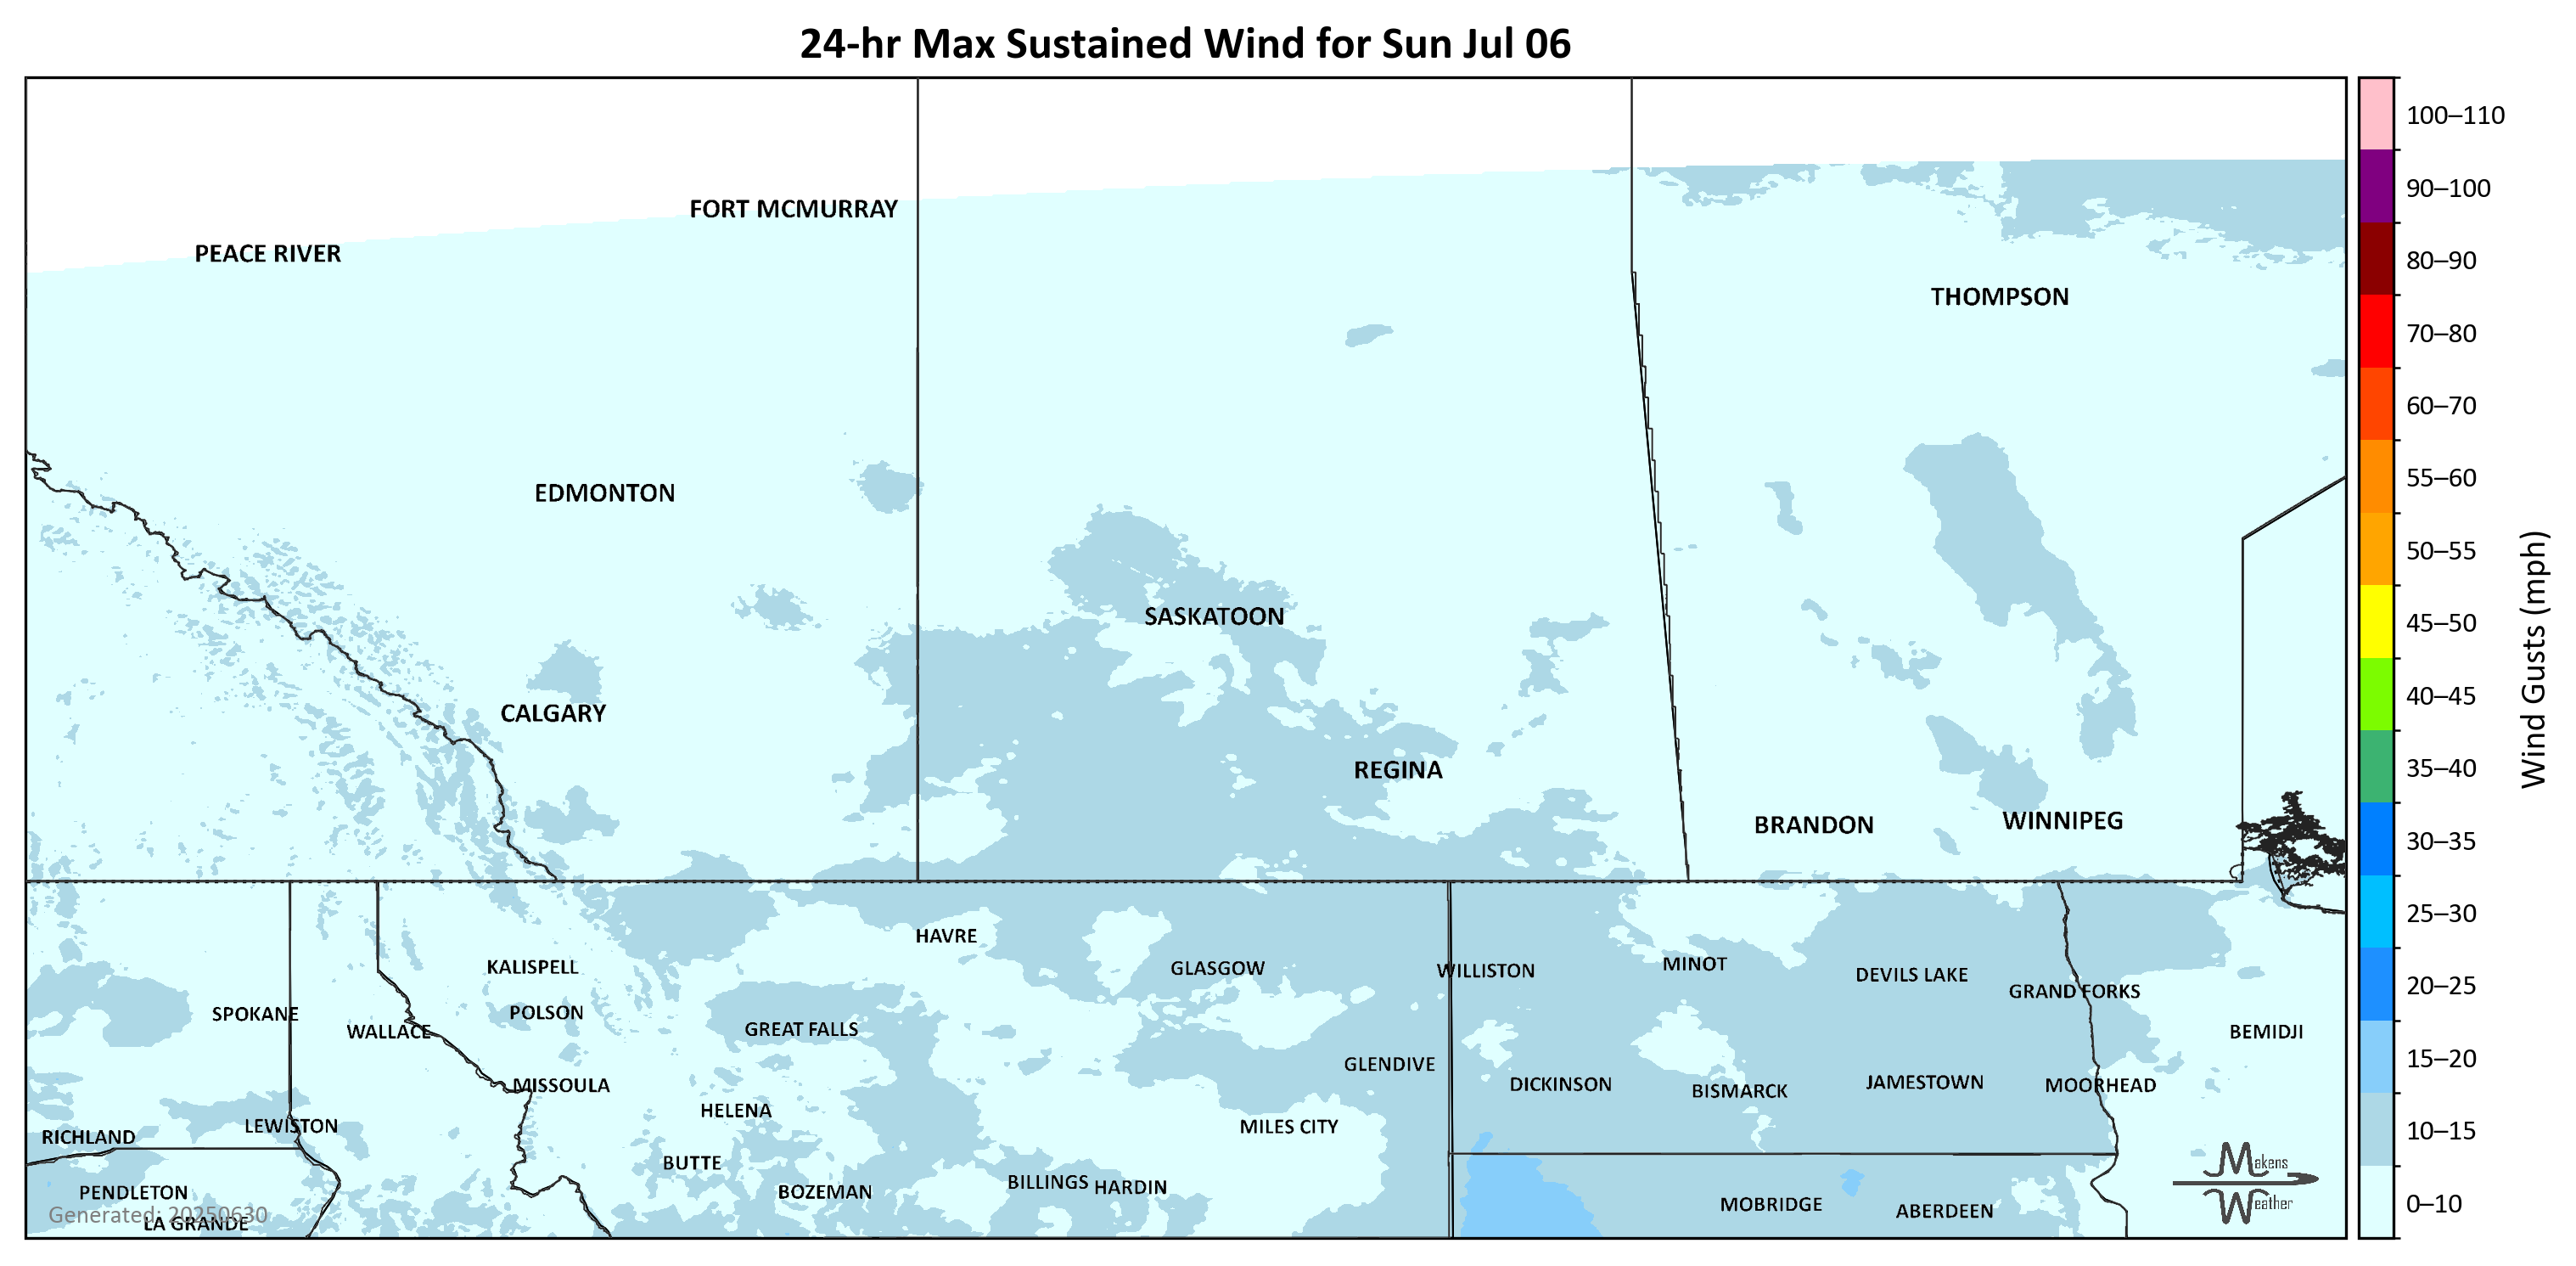 24-hr Max Sustained Wind for Sun Jul 06
100–110
90–100
FORT MCMURRAY
PEACE RIVER
80–90
THOMPSON
70–80
60–70
55–60
EDMONTON
50–55
SASKATOON
45–50
Wind Gusts (mph)
40–45
CALGARY
REGINA
35–40
BRANDON
WINNIPEG
30–35
25–30
HAVRE
KALISPELL
GLASGOW
WILLISTON
MINOT
DEVILS LAKE
20–25
GRAND FORKS
SPOKANE
POLSON
WALLACE
GREAT FALLS
BEMIDJI
15–20
GLENDIVE
MISSOULA
DICKINSON
BISMARCK
JAMESTOWN
MOORHEAD
HELENA
LEWISTON
MILES CITY
10–15
RICHLAND
BUTTE
Makens
Weather
PENDLETON
BOZEMAN
BILLINGS
HARDIN
MOBRIDGE
ABERDEEN
0–10
Generated: 20250630
LA GRANDE